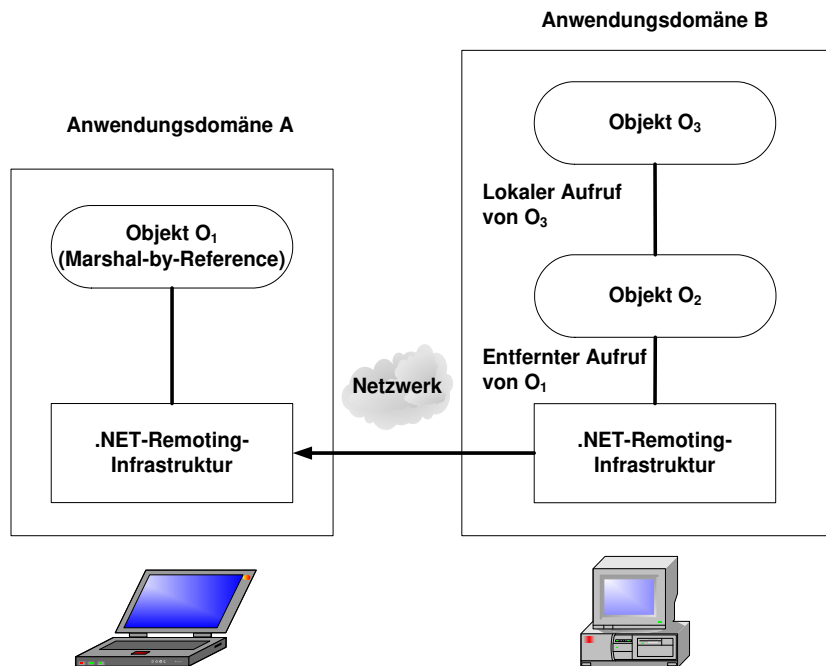 Anwendungsdomäne B
Objekt O₃
Anwendungsdomäne A
Lokaler Aufruf
von O₃
Objekt O₁
(Marshal-by-Reference)
Objekt O₂
Entfernter Aufruf
von O₁
Netzwerk
.NET-Remoting-
Infrastruktur
.NET-Remoting-
Infrastruktur